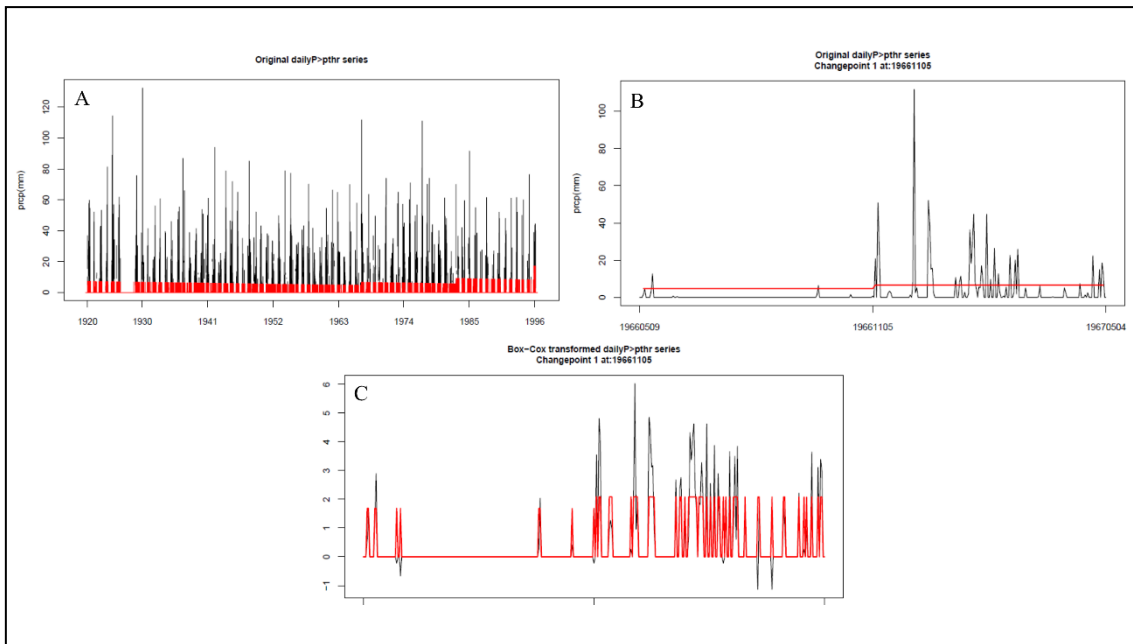 Original dailyP>pthr series
A
prcp(mm)
120
100
80
60
40
20
0
1920 1930 1941 1952 1963 1974 1985 1996
Original dailyP>pthr series
Changepoint 1 at:19661105
B
prcp(mm)
100
80
60
40
20
0
19660509 19661105 19670504
Box-Cox transformed dailyP>pthr series
Changepoint 1 at:19661105
C
6
5
4
3
2
1
0
-1